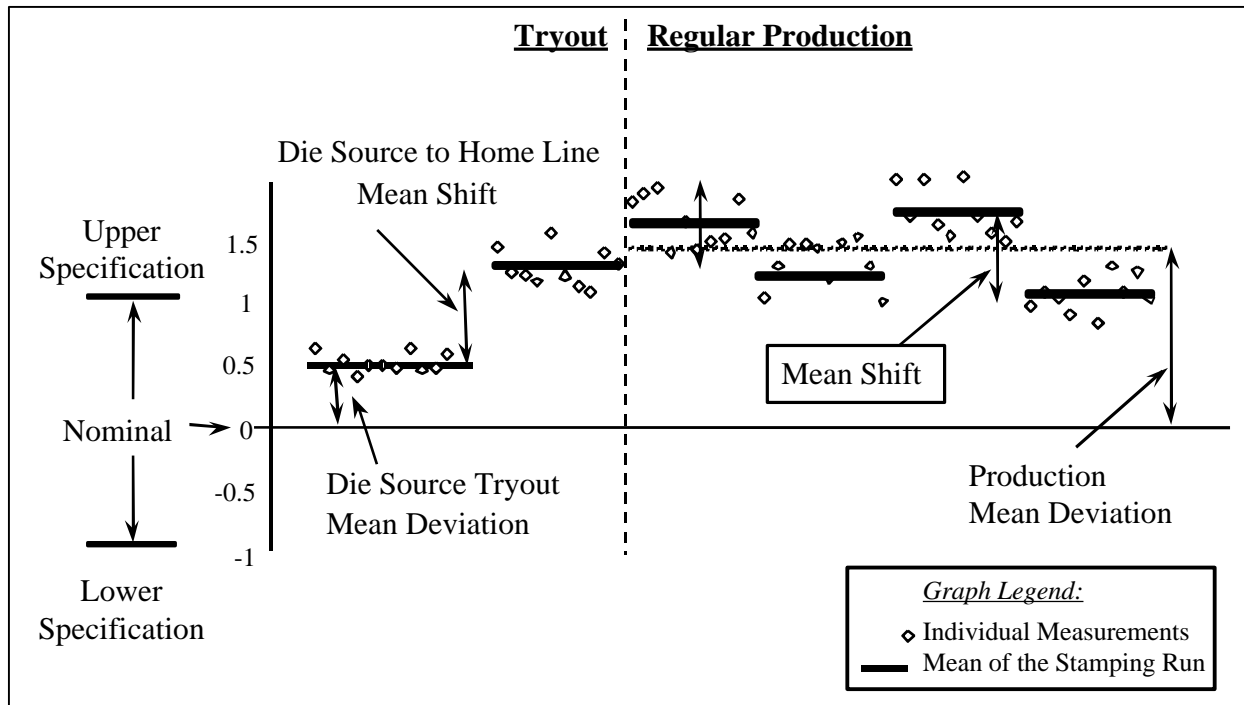 Tryout
Regular Production
Die Source to Home Line
Mean Shift
Upper
Specification
1.5
1
0.5
Nominal
0
-0.5
-1
Lower
Specification
Die Source Tryout
Mean Deviation
Mean Shift
Production
Mean Deviation
Graph Legend:
Individual Measurements
Mean of the Stamping Run